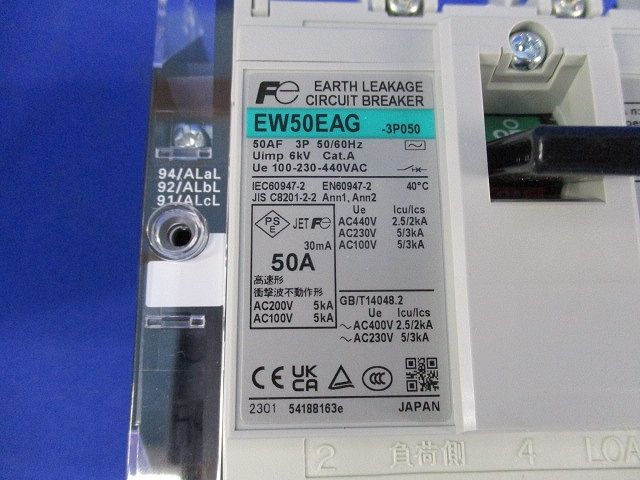 Fe EARTH LEAKAGE
CIRCUIT BREAKER
EW50EAG -3P050
50AF 3P 50/60Hz
Uimp 6kV Cat.A
Ue 100-230-440VAC
IEC60947-2 EN60947-2 40°C
JIS C8201-2-2 Ann1, Ann2
PS
E
JET Fe
30mA
50A
高速形
衝撃波不動作形
AC200V 5kA
AC100V 5kA
Ue Icu/Ics
AC440V 2.5/2kA
AC230V 5/3kA
AC100V 5/3kA
GB/T14048.2
Ue Icu/Ics
～AC400V 2.5/2kA
～AC230V 5/3kA
CE UKCA CCC
2301 54188163e JAPAN
94/ALaL
92/ALbL
91/ALcL
2 負荷側 4 LOA